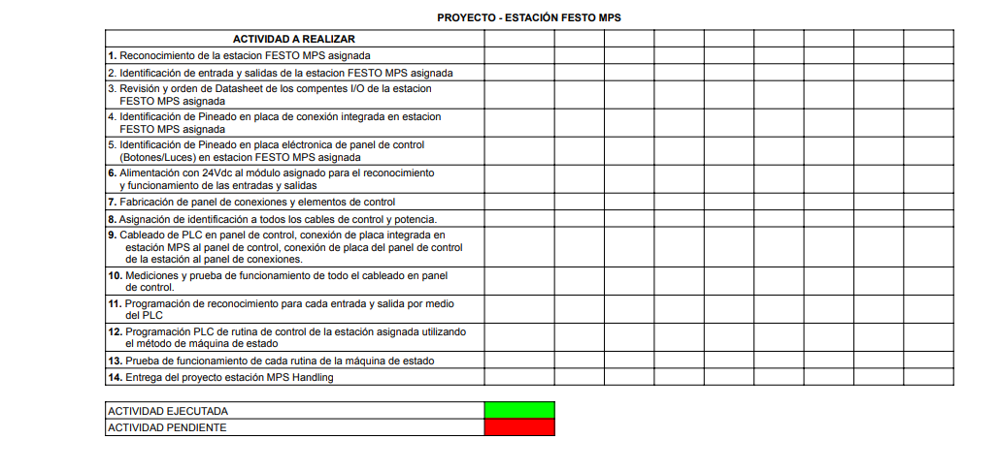 PROYECTO - ESTACIÓN FESTO MPS
ACTIVIDAD A REALIZAR
1. Reconocimiento de la estacion FESTO MPS asignada
2. Identificación de entrada y salidas de la estacion FESTO MPS asignada
3. Revisión y orden de Datasheet de los compentes I/O de la estacion
FESTO MPS asignada
4. Identificación de Pineado en placa de conexión integrada en estacion
FESTO MPS asignada
5. Identificación de Pineado en placa eléctronica de panel de control
(Botones/Luces) en estacion FESTO MPS asignada
6. Alimentación con 24Vdc al módulo asignado para el reconocimiento
y funcionamiento de las entradas y salidas
7. Fabricación de panel de conexiones y elementos de control
8. Asignación de identificación a todos los cables de control y potencia.
9. Cableado de PLC en panel de control, conexión de placa integrada en
estación MPS al panel de control, conexión de placa del panel de control
de la estación al panel de conexiones.
10. Mediciones y prueba de funcionamiento de todo el cableado en panel
de control.
11. Programación de reconocimiento para cada entrada y salida por medio
del PLC
12. Programación PLC de rutina de control de la estación asignada utilizando
el método de máquina de estado
13. Prueba de funcionamiento de cada rutina de la máquina de estado
14. Entrega del proyecto estación MPS Handling
ACTIVIDAD EJECUTADA
ACTIVIDAD PENDIENTE